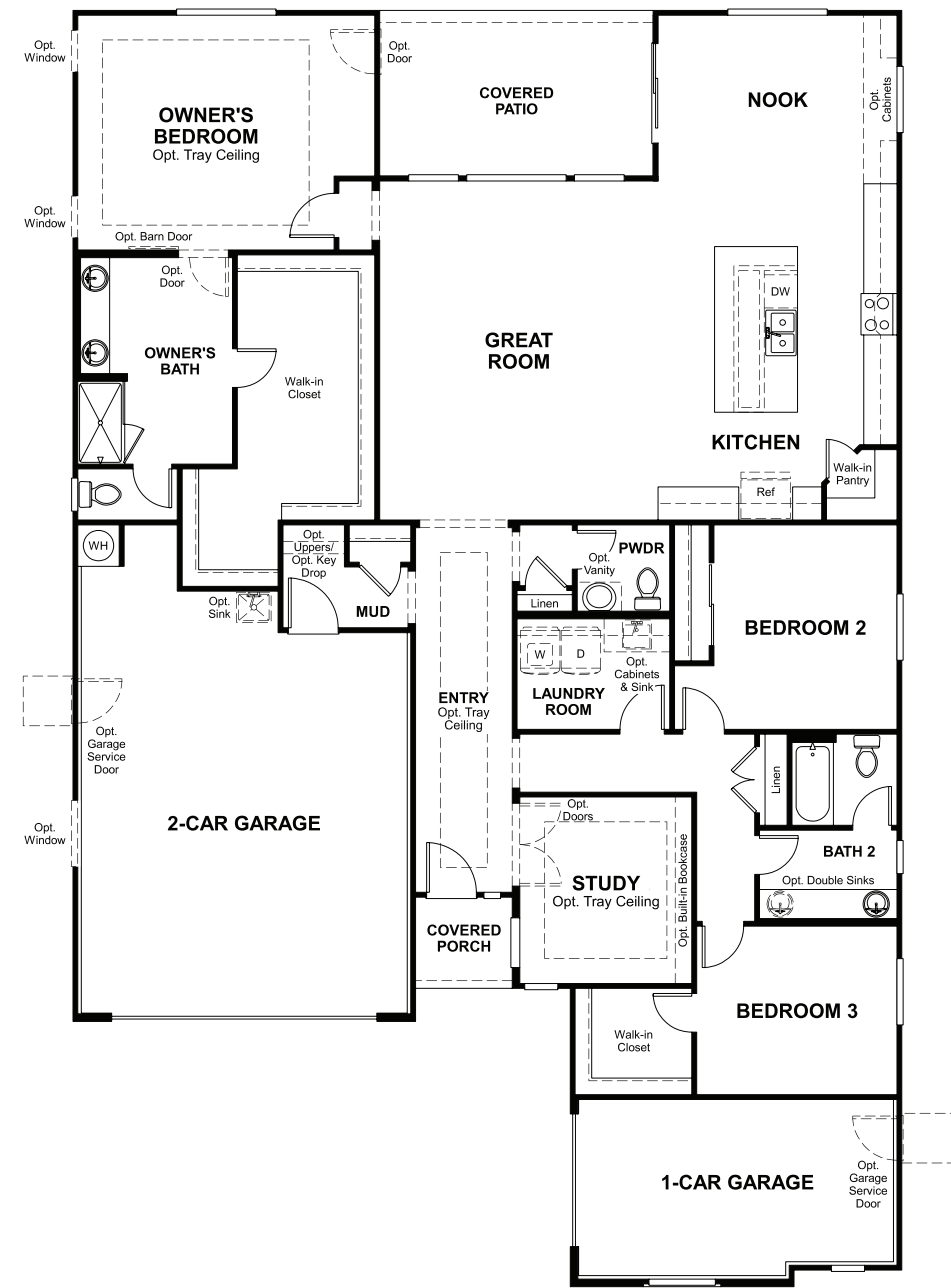 Opt.
Window
Opt.
Door
COVERED
PATIO
NOOK
Opt.
Cabinets
OWNER'S
BEDROOM
Opt. Tray Ceiling
Opt.
Window
Opt. Barn Door
Opt.
Door
OWNER'S
BATH
Walk-in
Closet
GREAT
ROOM
DW
KITCHEN
Walk-in
Pantry
Ref
WH
Opt.
Uppers/
Opt. Key
Drop
MUD
Opt.
Sink
Linen
Opt.
Vanity
PWDR
BEDROOM 2
W
D
Opt.
Cabinets
& Sink
LAUNDRY
ROOM
ENTRY
Opt. Tray
Ceiling
Opt.
Garage
Service
Door
Opt.
Window
2-CAR GARAGE
Linen
BATH 2
Opt. Double Sinks
Opt.
Doors
STUDY
Opt. Tray Ceiling
Opt. Built-in Bookcase
COVERED
PORCH
BEDROOM 3
Walk-in
Closet
1-CAR GARAGE
Opt.
Garage
Service
Door